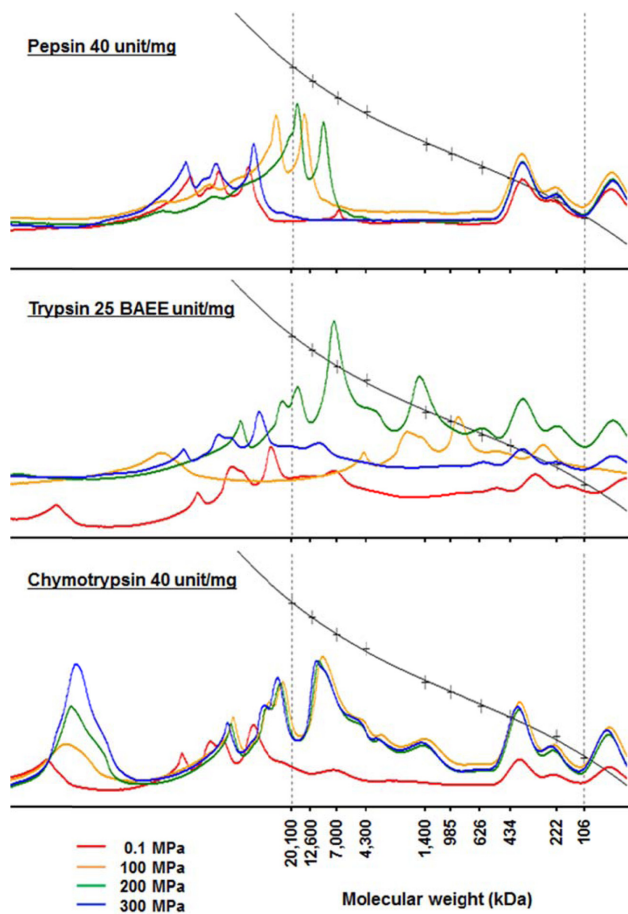 Pepsin 40 unit/mg
Trypsin 25 BAEE unit/mg
Chymotrypsin 40 unit/mg
20,100
12,600
7,000
4,300
1,400
985
626
434
222
106
0.1 MPa
100 MPa
200 MPa
300 MPa
Molecular weight (kDa)